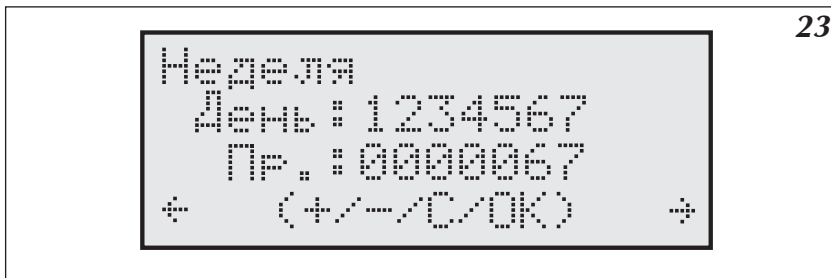 23
Неделя
День:1234567
Пр.:0000067
← (+/−/C/OK) →